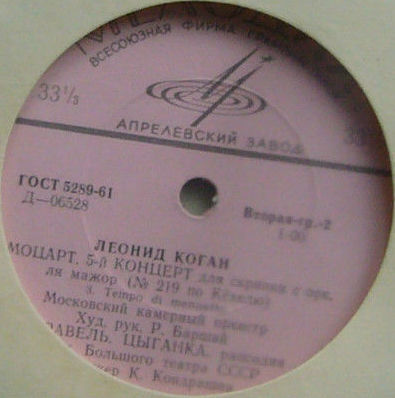 ВСЕСОЮЗНАЯ ФИРМА
33⅓
АПРЕЛЕВСКИЙ ЗАВОД
ГОСТ 5289-61
Д—06528
Вторая-гр.-2
1-00
ЛЕОНИД КОГАН
МОЦАРТ. 5-й КОНЦЕРТ для скрипки с орк.
ля мажор (№ 219 по Кёхелю)
3. Tempo di menuetto
Московский камерный оркестр
Худ. рук. Р. Баршай
РАВЕЛЬ. ЦЫГАНКА, рапсодия
Большого театра СССР
К. Кондрашин